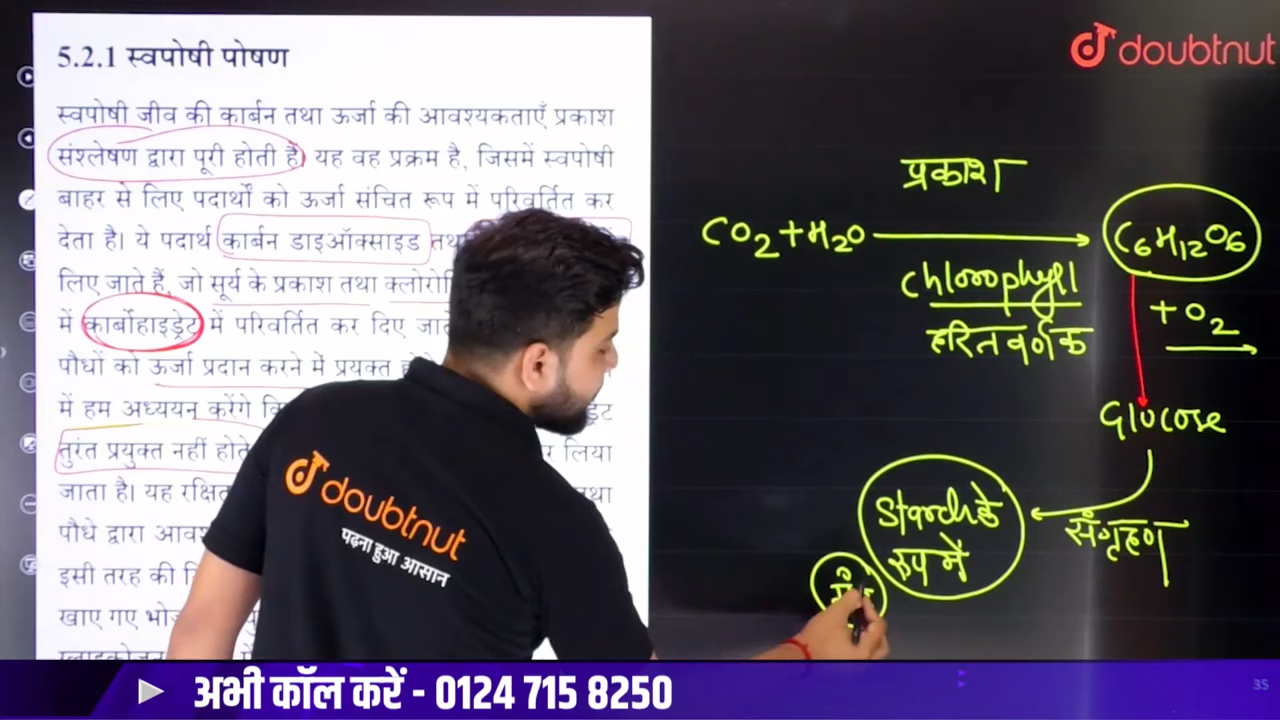 5.2.1 स्वपोषी पोषण
स्वपोषी जीव की कार्बन तथा ऊर्जा की आवश्यकताएँ प्रकाश
संश्लेषण द्वारा पूरी होती है। यह वह प्रक्रम है, जिसमें स्वपोषी
बाहर से लिए पदार्थों को ऊर्जा संचित रूप में परिवर्तित कर
देता है। ये पदार्थ कार्बन डाइऑक्साइड तथा
लिए जाते हैं, जो सूर्य के प्रकाश तथा
में कार्बोहाइड्रेट में परिवर्तित कर दिए
पौधों को ऊर्जा प्रदान करने में प्रयुक्त
में हम अध्ययन करेंगे
तुरंत प्रयुक्त नहीं होते लिया
जाता है। यह
पौधे द्वारा
इसी तरह की
खाए गए
doubtnut
प्रकाश
CO2+H2O → C6H12O6
Chlorophyll
हरितवर्णक
+ O2
Glucose
संग्रहण
Starch के
रूप में
doubtnut
पढ़ना हुआ आसान
अभी कॉल करें - 0124 715 8250
35